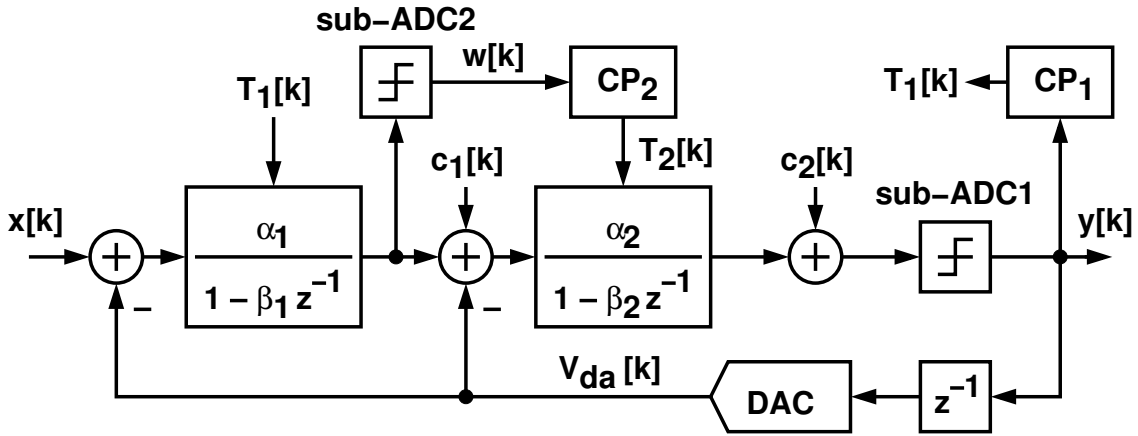 sub−ADC2
w[k]
CP₂
T₁[k]
CP₁
T₁[k]
T₂[k]
c₁[k]
c₂[k]
sub−ADC1
x[k]
+
α₁
1 − β₁ z⁻¹
+
α₂
1 − β₂ z⁻¹
+
y[k]
−
−
V_da [k]
DAC
z⁻¹